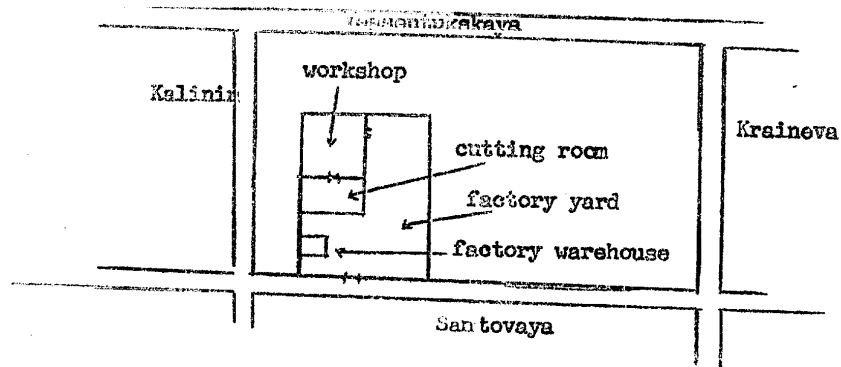 workshop
Kalinin
Kraineva
cutting room
factory yard
factory warehouse
Santovaya